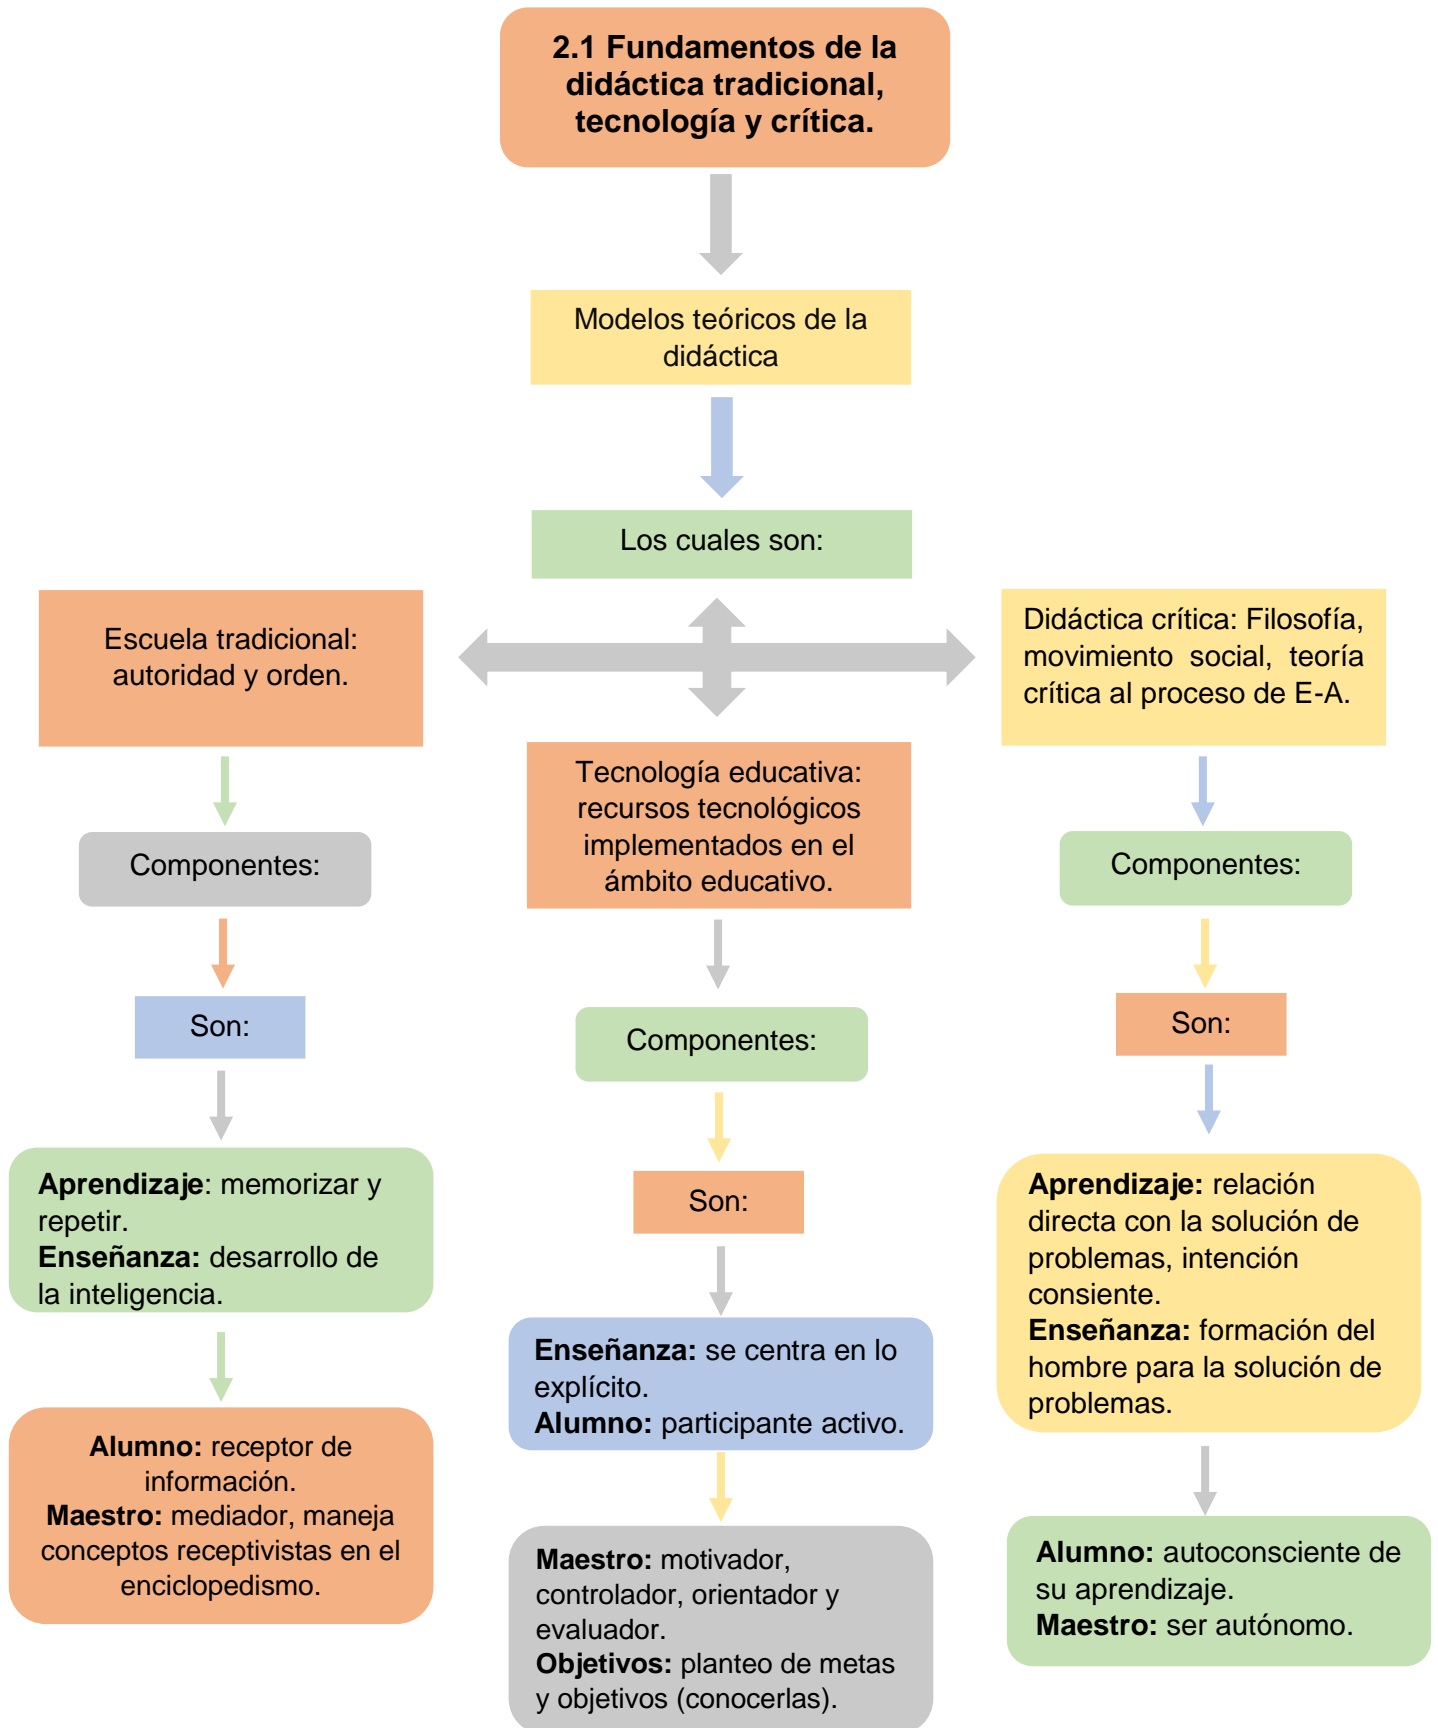 2.1 Fundamentos de la
didáctica tradicional,
tecnología y crítica.
Modelos teóricos de la
didáctica
Los cuales son:
Escuela tradicional:
autoridad y orden.
Componentes:
Son:
Aprendizaje: memorizar y
repetir.
Enseñanza: desarrollo de
la inteligencia.
Alumno: receptor de
información.
Maestro: mediador, maneja
conceptos receptivistas en el
enciclopedismo.
Tecnología educativa:
recursos tecnológicos
implementados en el
ámbito educativo.
Componentes:
Son:
Enseñanza: se centra en lo
explícito.
Alumno: participante activo.
Maestro: motivador,
controlador, orientador y
evaluador.
Objetivos: planteo de metas
y objetivos (conocerlas).
Didáctica crítica: Filosofía,
movimiento social, teoría
crítica al proceso de E-A.
Componentes:
Son:
Aprendizaje: relación
directa con la solución de
problemas, intención
consiente.
Enseñanza: formación del
hombre para la solución de
problemas.
Alumno: autoconsciente de
su aprendizaje.
Maestro: ser autónomo.